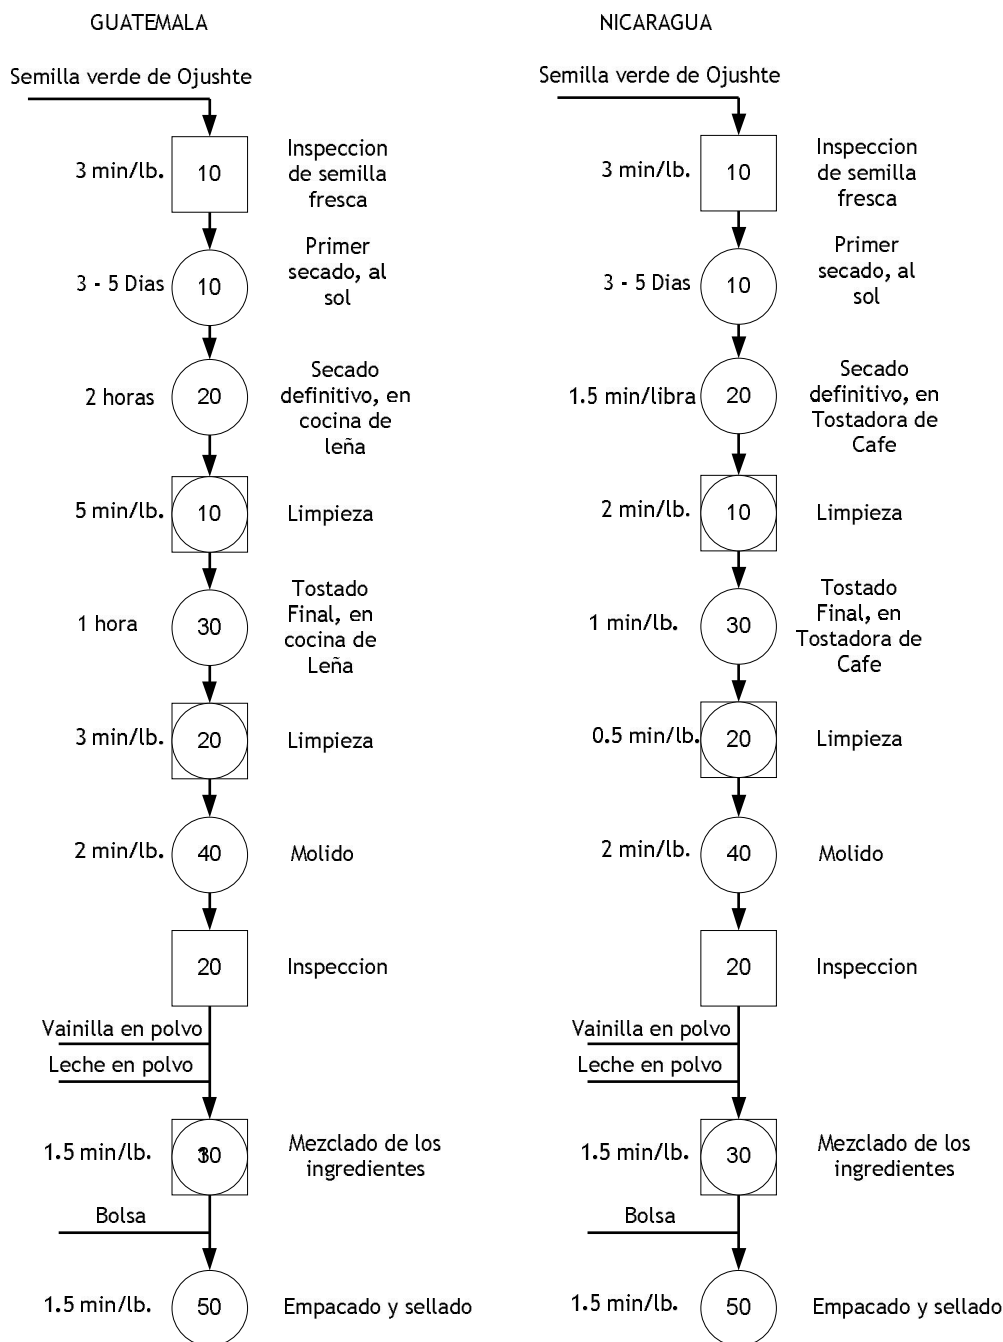 GUATEMALA
Semilla verde de Ojushte
3 min/lb.
10
Inspeccion
de semilla
fresca
3 - 5 Dias
10
Primer
secado, al
sol
2 horas
20
Secado
definitivo, en
cocina de
leña
5 min/lb.
10
Limpieza
1 hora
30
Tostado
Final, en
cocina de
Leña
3 min/lb.
20
Limpieza
2 min/lb.
40
Molido
20
Inspeccion
Vainilla en polvo
Leche en polvo
1.5 min/lb.
30
Mezclado de los
ingredientes
Bolsa
1.5 min/lb.
50
Empacado y sellado
NICARAGUA
Semilla verde de Ojushte
3 min/lb.
10
Inspeccion
de semilla
fresca
3 - 5 Dias
10
Primer
secado, al
sol
1.5 min/libra
20
Secado
definitivo, en
Tostadora de
Cafe
2 min/lb.
10
Limpieza
1 min/lb.
30
Tostado
Final, en
Tostadora de
Cafe
0.5 min/lb.
20
Limpieza
2 min/lb.
40
Molido
20
Inspeccion
Vainilla en polvo
Leche en polvo
1.5 min/lb.
30
Mezclado de los
ingredientes
Bolsa
1.5 min/lb.
50
Empacado y sellado